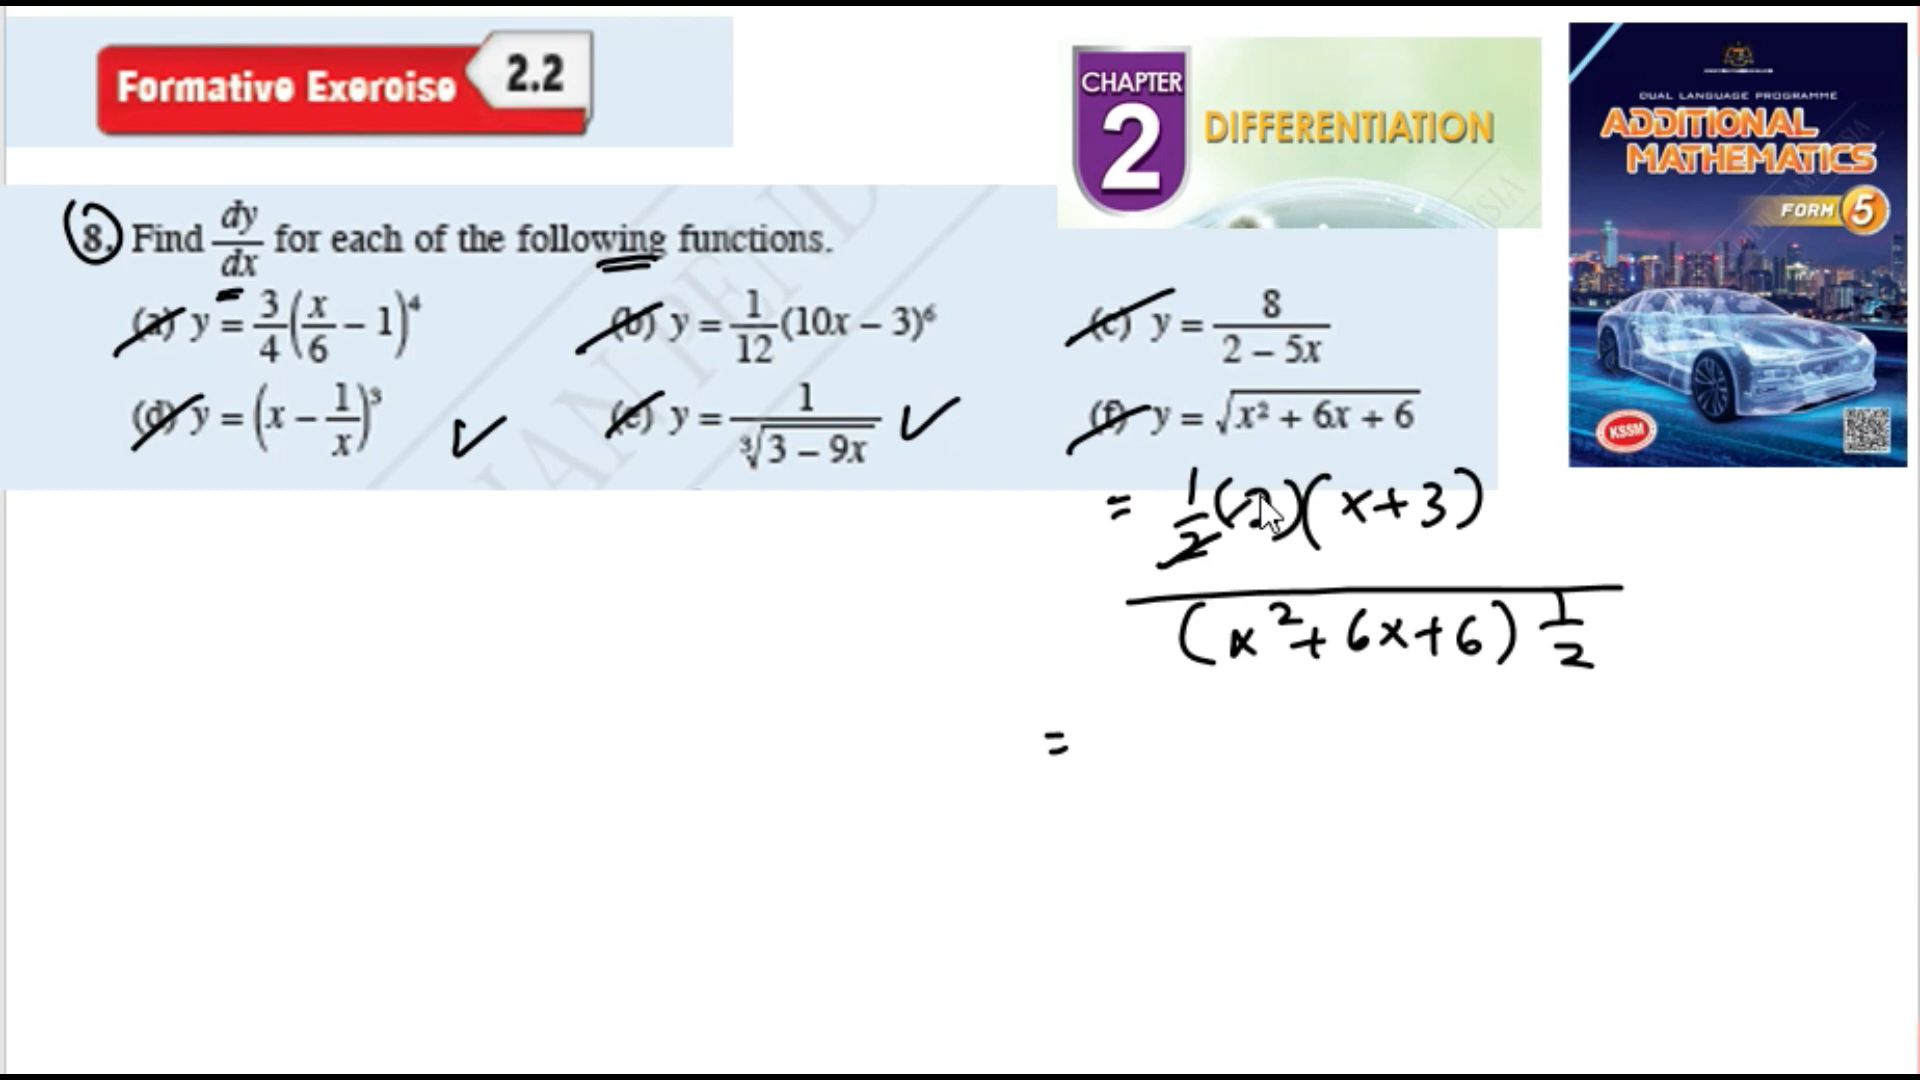 Formative Exercise 2.2
CHAPTER 2
DIFFERENTIATION
DUAL LANGUAGE PROGRAMME
ADDITIONAL
MATHEMATICS
FORM 5
KSSM
8. Find dy/dx for each of the following functions.
(a) y = 3/4(x/6 − 1)⁴
(b) y = 1/12(10x − 3)⁶
(c) y = 8/(2 − 5x)
(d) y = (x − 1/x)³
(e) y = 1/∛(3 − 9x)
(f) y = √(x² + 6x + 6)
= 1/2 (2)(x+3)
(x²+6x+6)^1/2
=